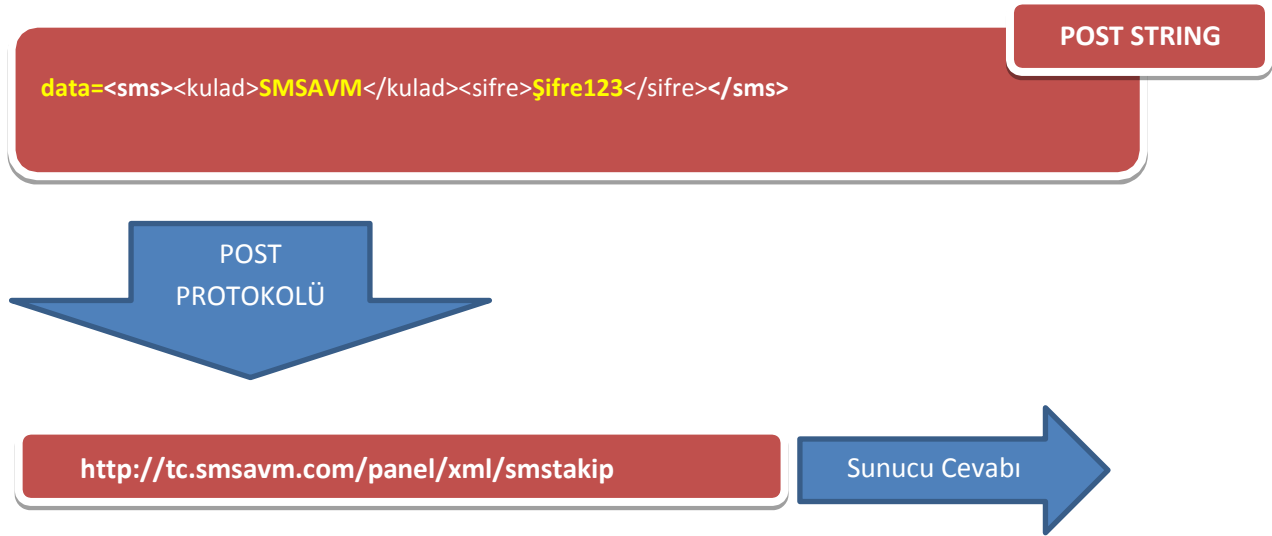 POST STRING
data=<sms><kulad>SMSAVM</kulad><sifre>Şifre123</sifre></sms>
POST
PROTOKOLÜ
http://tc.smsavm.com/panel/xml/smstakip
Sunucu Cevabı